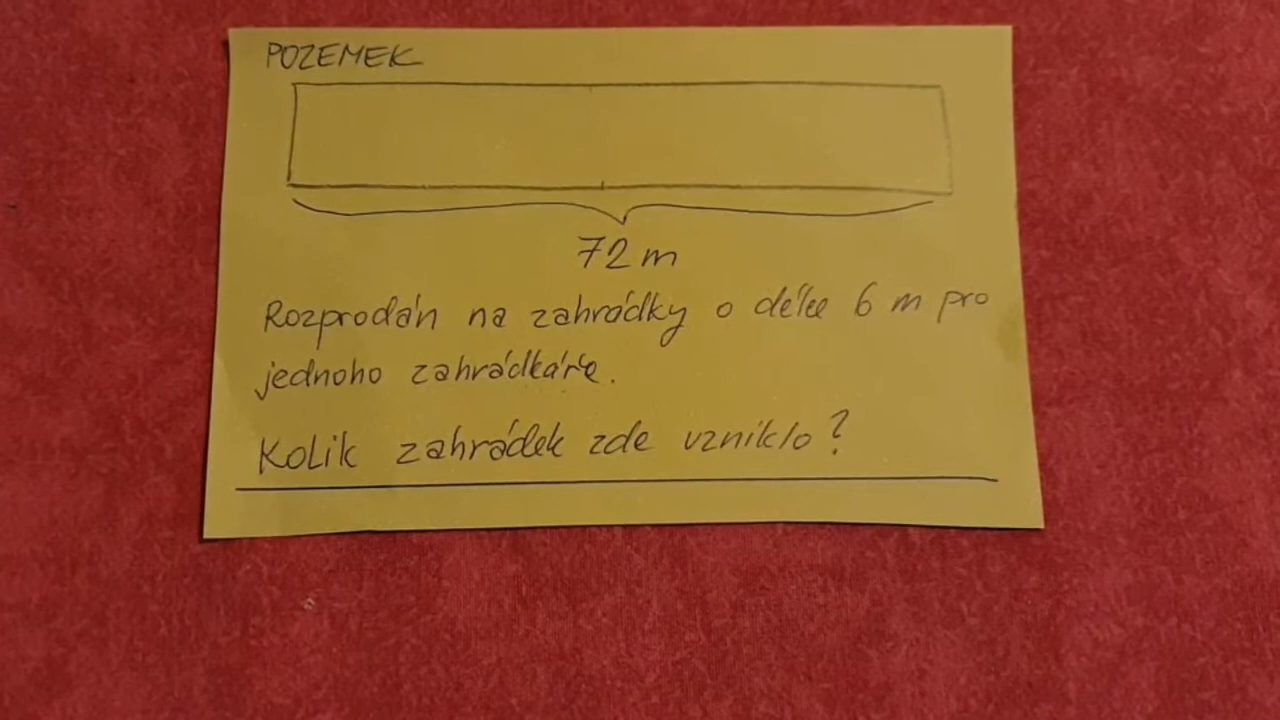 POZEMEK
72 m
Rozprodán na zahrádky o délce 6 m pro
jednoho zahrádkáře.
Kolik zahrádek zde vzniklo?